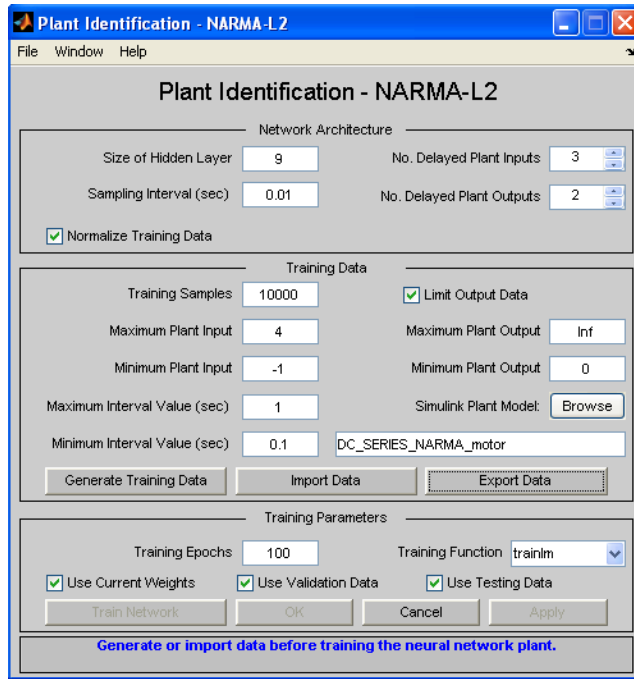 Plant Identification - NARMA-L2
File Window Help
Plant Identification - NARMA-L2
Network Architecture
Size of Hidden Layer 9 No. Delayed Plant Inputs 3
Sampling Interval (sec) 0.01 No. Delayed Plant Outputs 2
Normalize Training Data
Training Data
Training Samples 10000 Limit Output Data
Maximum Plant Input 4 Maximum Plant Output Inf
Minimum Plant Input -1 Minimum Plant Output 0
Maximum Interval Value (sec) 1 Simulink Plant Model: Browse
Minimum Interval Value (sec) 0.1 DC_SERIES_NARMA_motor
Generate Training Data Import Data Export Data
Training Parameters
Training Epochs 100 Training Function trainlm
Use Current Weights Use Validation Data Use Testing Data
Train Network OK Cancel Apply
Generate or import data before training the neural network plant.